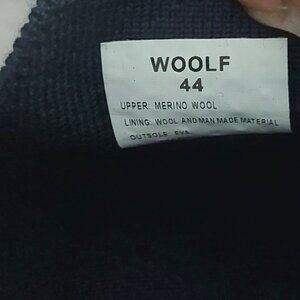 WOOLF
44
UPPER: MERINO WOOL
LINING: WOOL AND MAN MADE MATERIAL
OUTSOLE: EVA